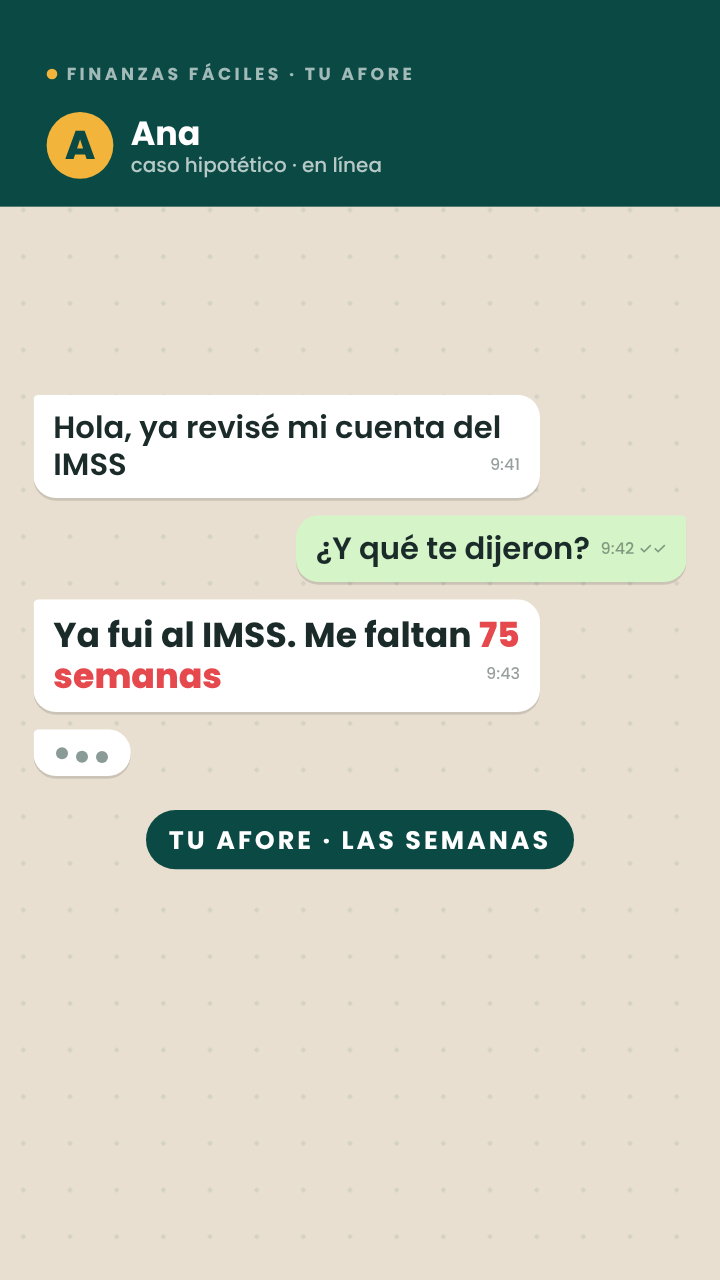 FINANZAS FÁCILES · TU AFORE
A
Ana
caso hipotético · en línea
Hola, ya revisé mi cuenta del
IMSS
9:41
¿Y qué te dijeron? 9:42
Ya fui al IMSS. Me faltan 75
semanas
9:43
TU AFORE · LAS SEMANAS